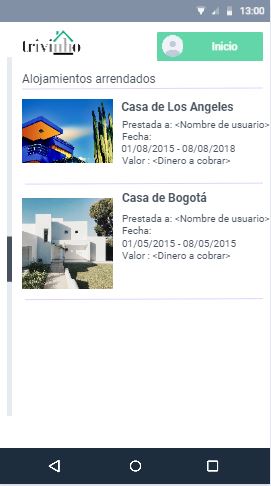 13:00
trivinho
Inicio
Alojamientos arrendados
Casa de Los Angeles
Prestada a: <Nombre de usuario>
Fecha:
01/08/2015 - 08/08/2018
Valor : <Dinero a cobrar>
Casa de Bogotá
Prestada a: <Nombre de usuario>
Fecha:
01/05/2015 - 08/05/2015
Valor : <Dinero a cobrar>